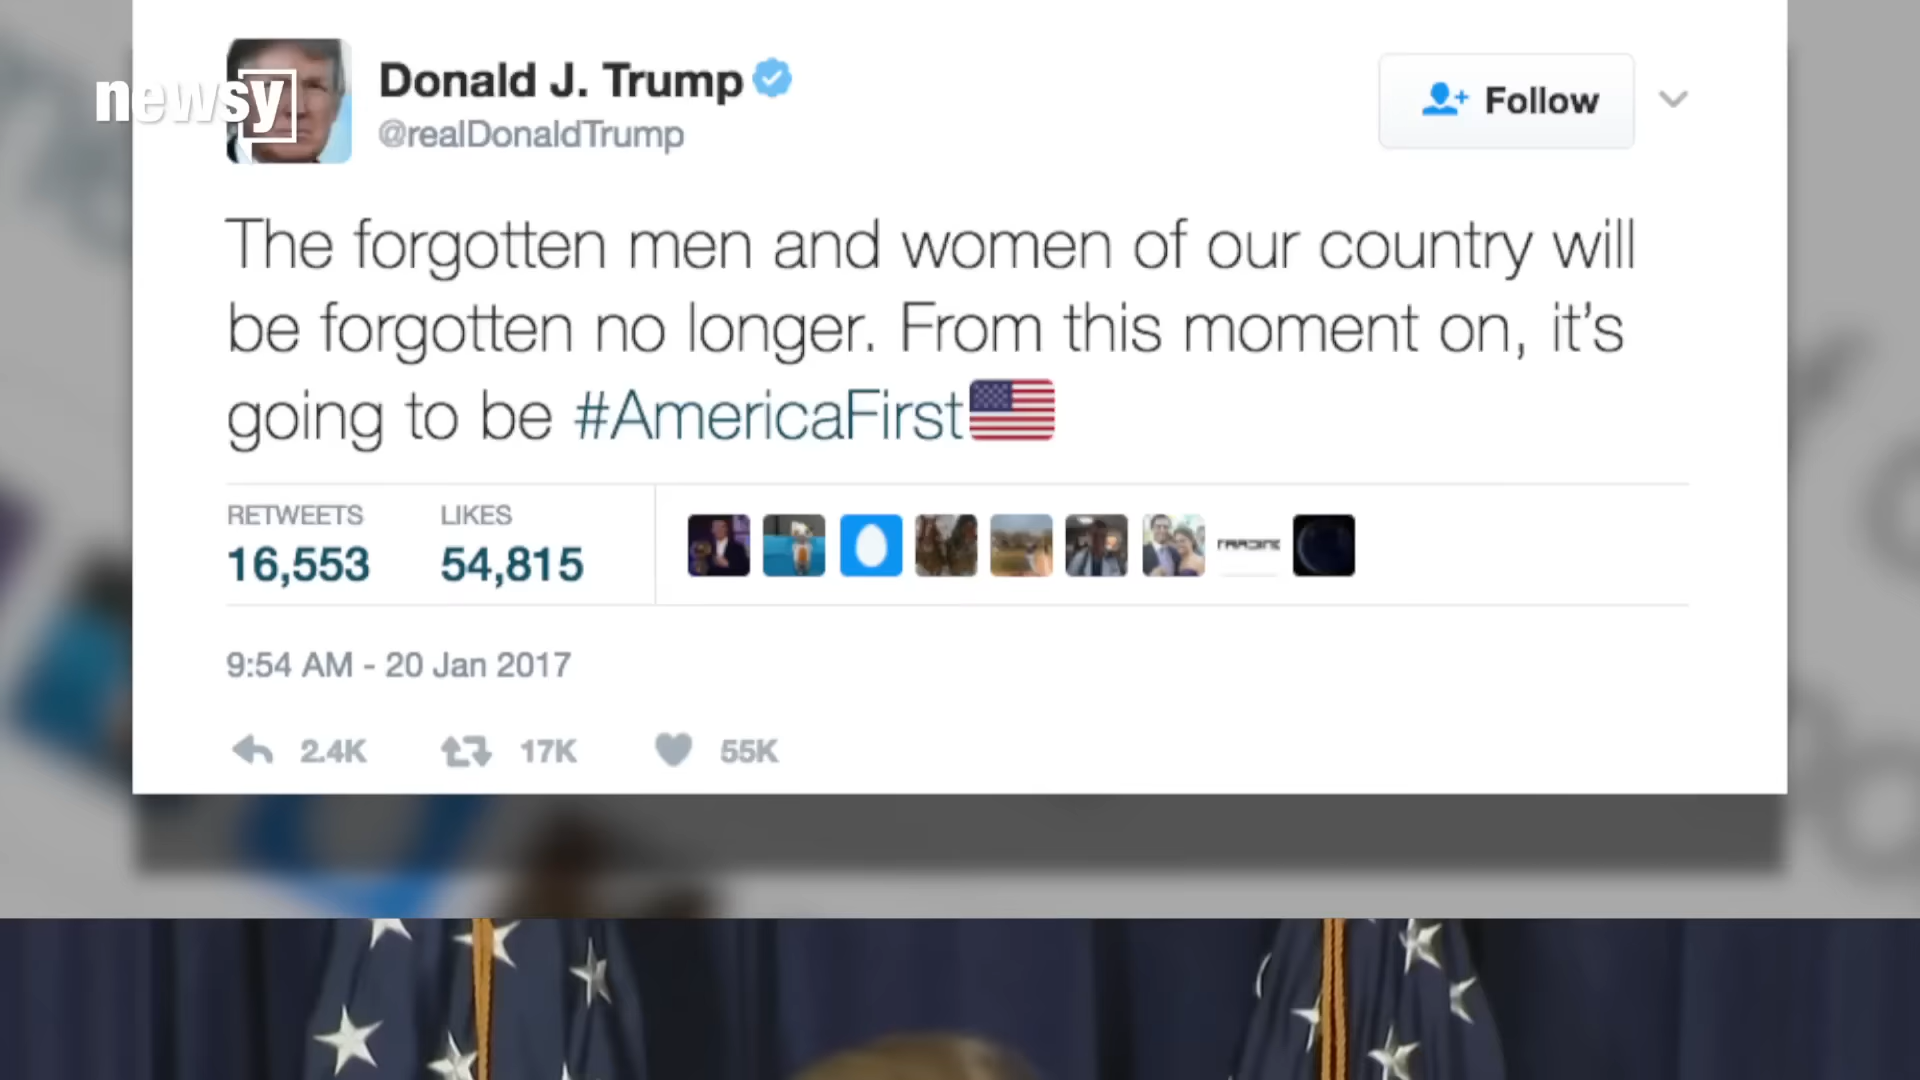 newsy
Donald J. Trump
@realDonaldTrump
Follow
The forgotten men and women of our country will
be forgotten no longer. From this moment on, it's
going to be #AmericaFirst
RETWEETS LIKES
16,553 54,815
9:54 AM - 20 Jan 2017
2.4K 17K 55K